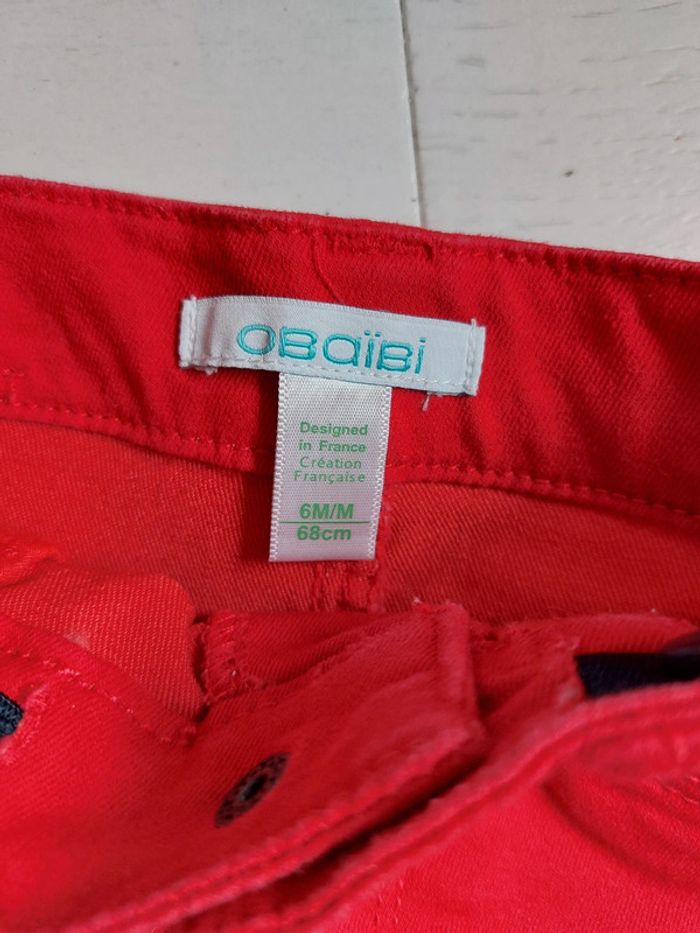 OBaïBi
Designed
in France
Création
Française
6M/M
68cm